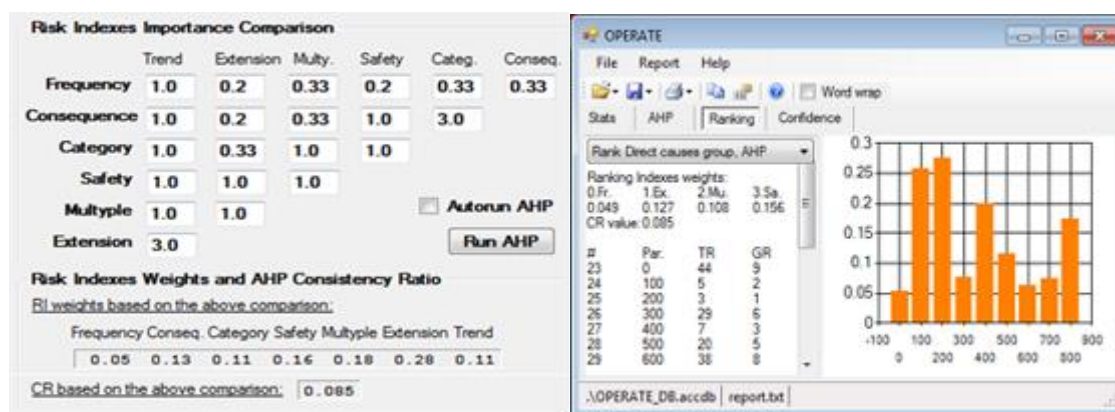 Risk Indexes Importance Comparison
Trend Extension Multy. Safety Categ. Conseq.
Frequency 1.0 0.2 0.33 0.2 0.33 0.33
Consequence 1.0 0.2 0.33 1.0 3.0
Category 1.0 0.33 1.0 1.0
Safety 1.0 1.0 1.0
Multyple 1.0 1.0
Autorun AHP
Extension 3.0
Run AHP
Risk Indexes Weights and AHP Consistency Ratio
RI weights based on the above comparison:
Frequency Conseq. Category Safety Multyple Extension Trend
0.05 0.13 0.11 0.16 0.18 0.28 0.11
CR based on the above comparison: 0.085
OPERATE
File Report Help
Word wrap
Stats AHP Ranking Confidence
Rank Direct causes group, AHP
Ranking Indexes weights:
0.Fr. 1.Ex. 2.Mu. 3.Sa.
0.049 0.127 0.108 0.156
CR value: 0.085
# Par. TR GR
23 0 44 9
24 100 5 2
25 200 3 1
26 300 29 6
27 400 7 3
28 500 20 5
29 600 38 8
0.3
0.25
0.2
0.15
0.1
0.05
0
-100 100 300 500 700 900
0 200 400 600 800
.\OPERATE_DB.accdb report.txt